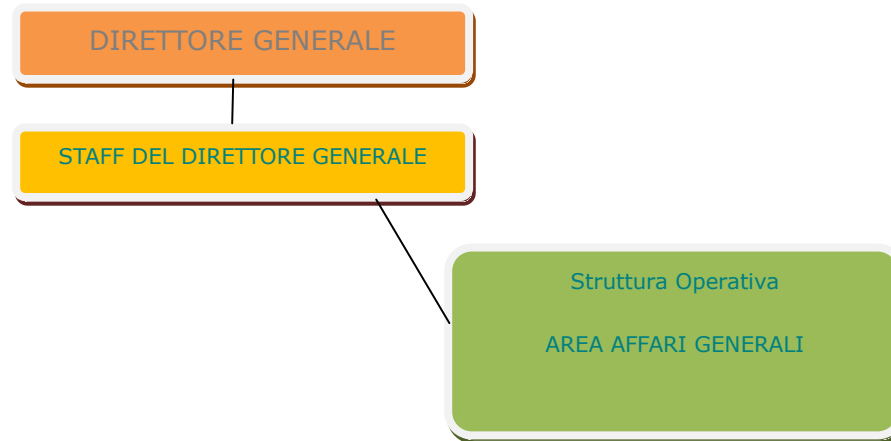 DIRETTORE GENERALE
STAFF DEL DIRETTORE GENERALE
Struttura Operativa
AREA AFFARI GENERALI